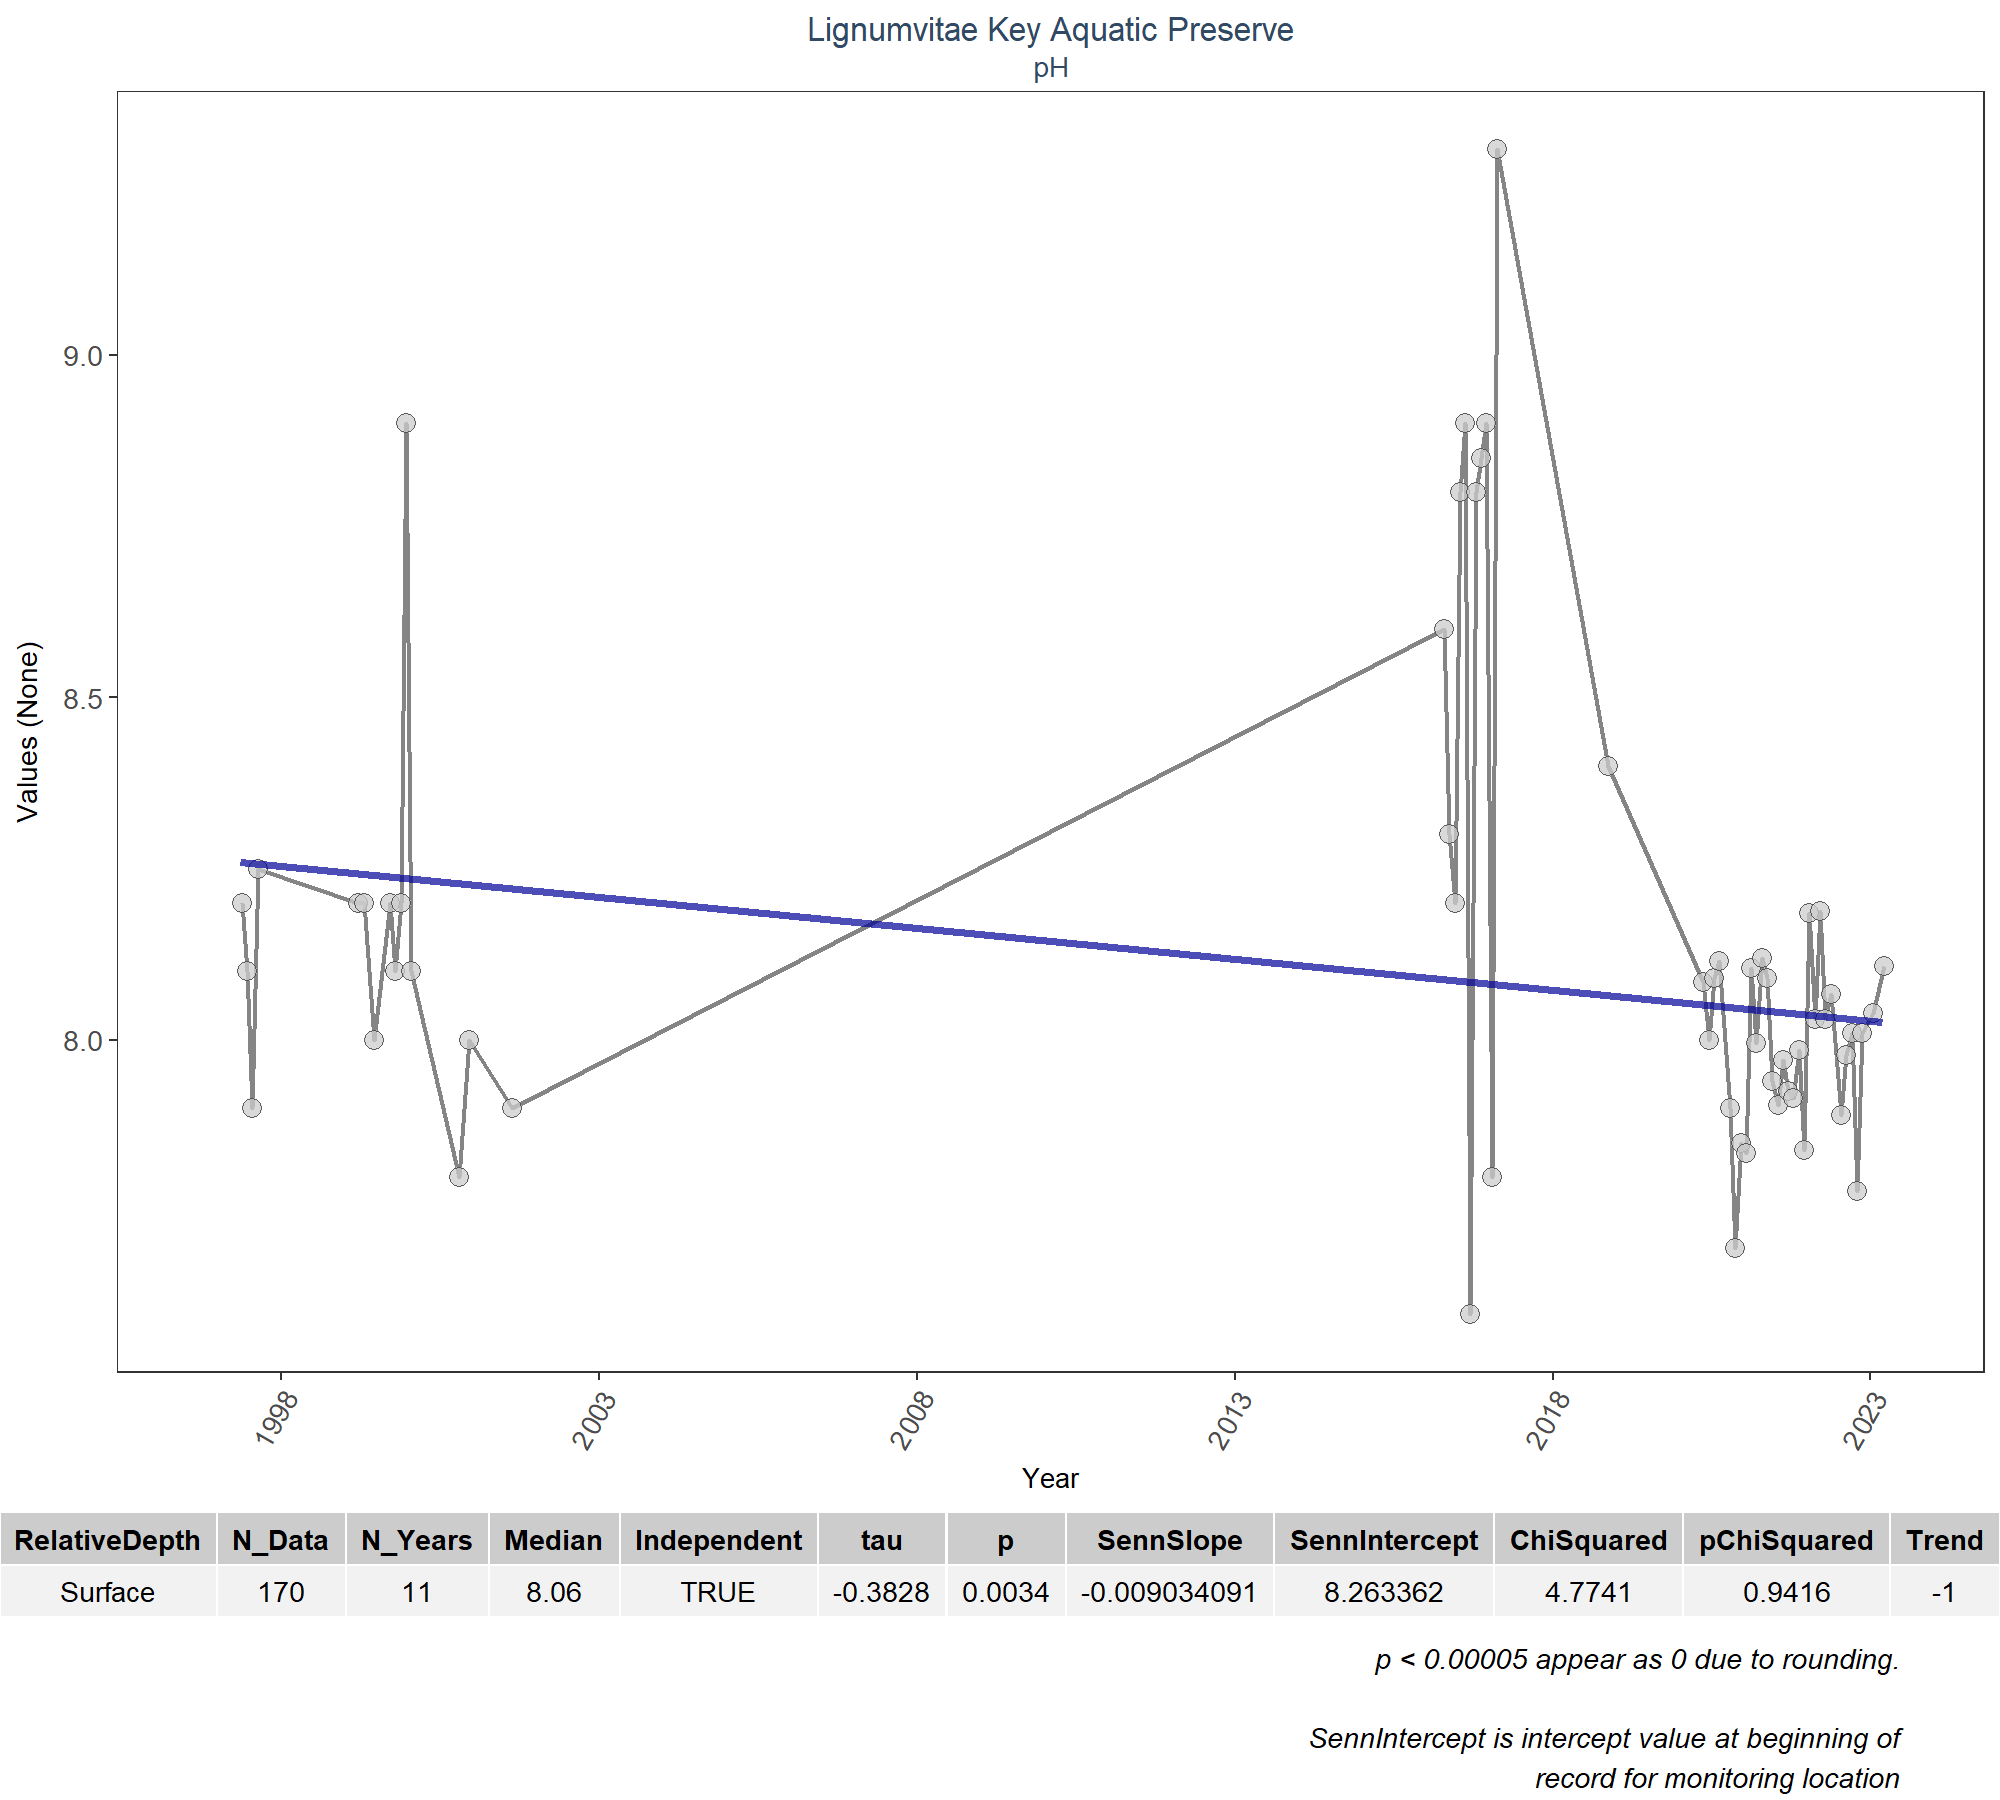 Lignumvitae Key Aquatic Preserve
pH
Values (None)
9.0
8.5
8.0
1998 2003 2008 2013 2018 2023
Year
RelativeDepth N_Data N_Years Median Independent tau p SennSlope SennIntercept ChiSquared pChiSquared Trend
Surface 170 11 8.06 TRUE -0.3828 0.0034 -0.009034091 8.263362 4.7741 0.9416 -1
p < 0.00005 appear as 0 due to rounding.
SennIntercept is intercept value at beginning of
record for monitoring location